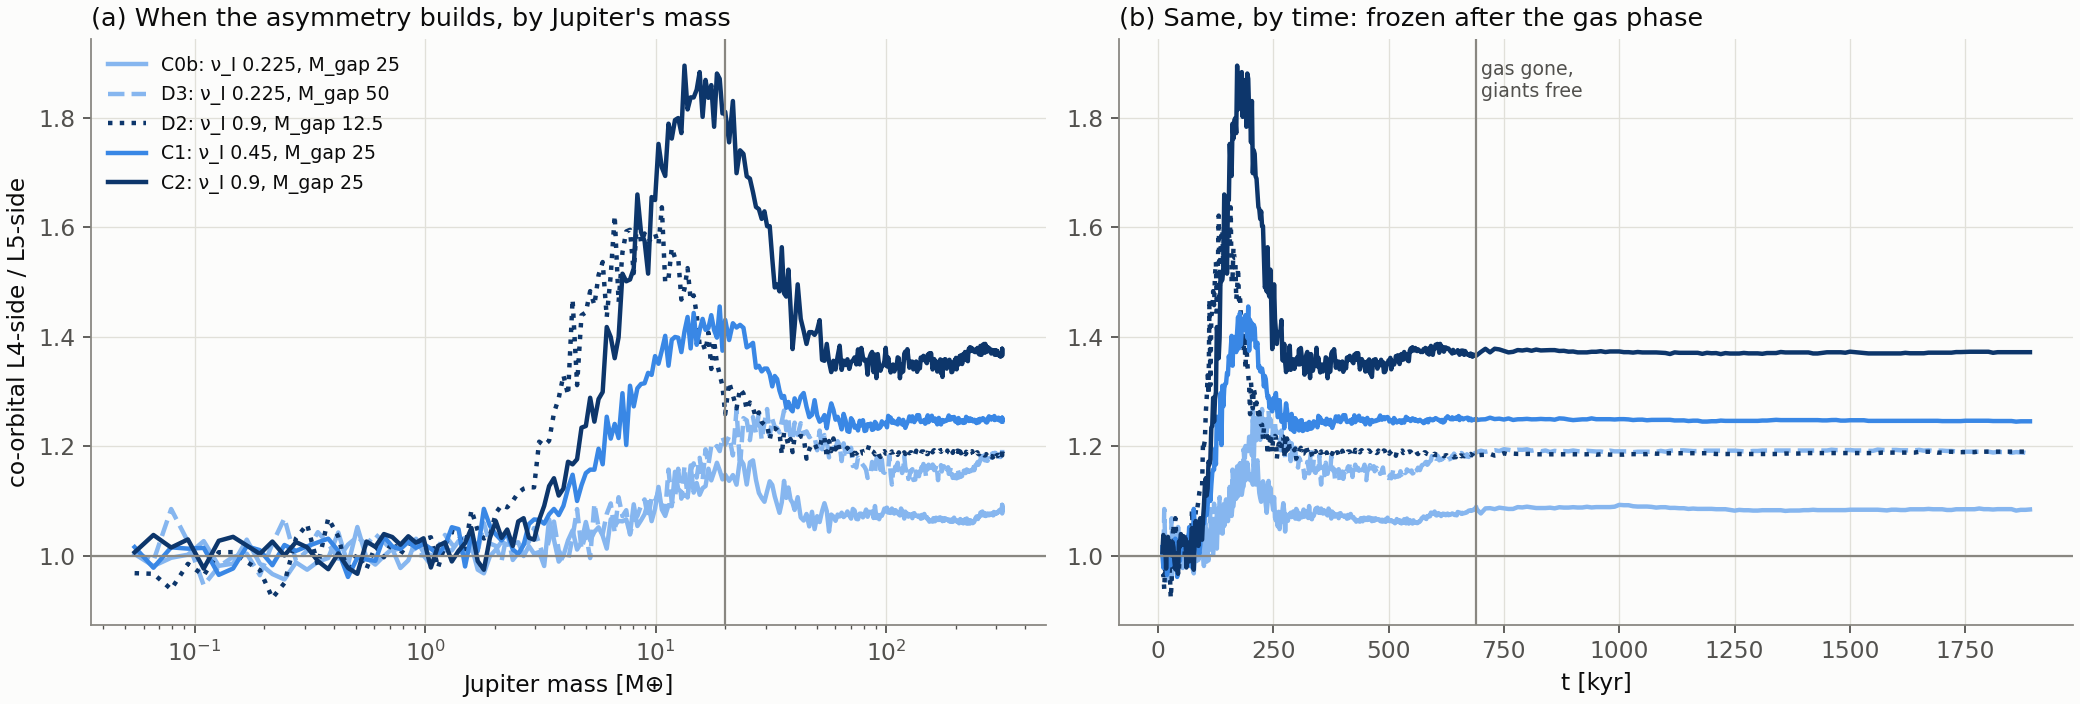 (a) When the asymmetry builds, by Jupiter's mass
C0b: ν_I 0.225, M_gap 25
D3: ν_I 0.225, M_gap 50
D2: ν_I 0.9, M_gap 12.5
C1: ν_I 0.45, M_gap 25
C2: ν_I 0.9, M_gap 25
co-orbital L4-side / L5-side
1.8
1.6
1.4
1.2
1.0
10⁻¹ 10⁰ 10¹ 10²
Jupiter mass [M⊕]
(b) Same, by time: frozen after the gas phase
gas gone,
giants free
1.8
1.6
1.4
1.2
1.0
0 250 500 750 1000 1250 1500 1750
t [kyr]